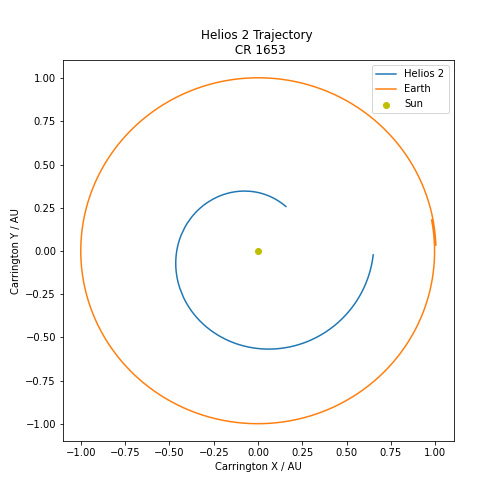 Helios 2 Trajectory
CR 1653
Helios 2
Earth
Sun
1.00
0.75
0.50
0.25
0.00
−0.25
−0.50
−0.75
−1.00
Carrington Y / AU
−1.00 −0.75 −0.50 −0.25 0.00 0.25 0.50 0.75 1.00
Carrington X / AU